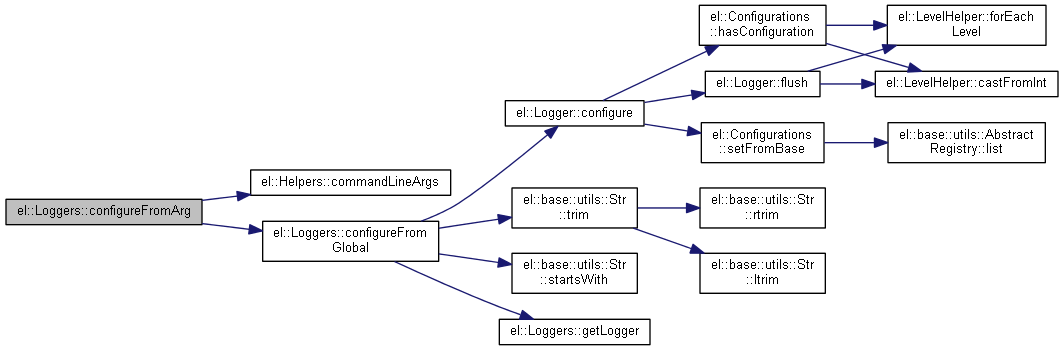 el::Loggers::configureFromArg
el::Helpers::commandLineArgs
el::Loggers::configureFrom
Global
el::Logger::configure
el::base::utils::Str
::trim
el::base::utils::Str
::startsWith
el::Loggers::getLogger
el::Configurations
::hasConfiguration
el::Logger::flush
el::Configurations
::setFromBase
el::base::utils::Str
::rtrim
el::base::utils::Str
::ltrim
el::LevelHelper::forEach
Level
el::LevelHelper::castFromInt
el::base::utils::Abstract
Registry::list